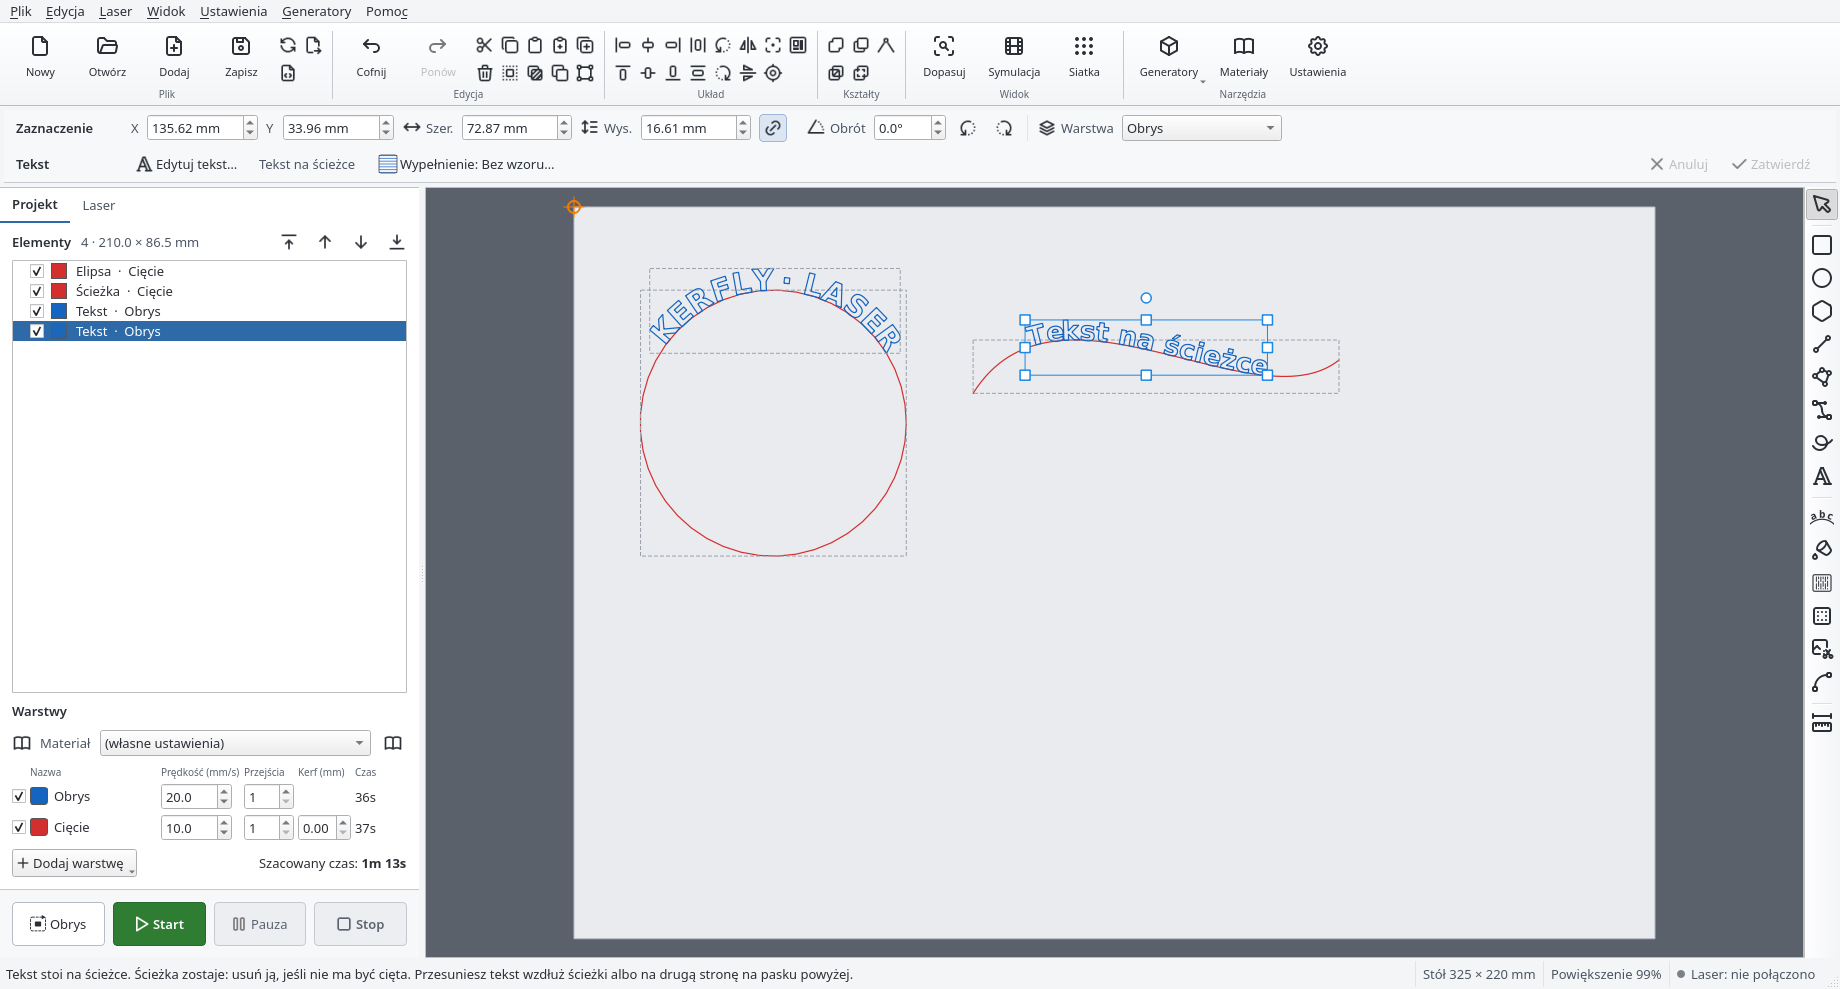 Plik Edycja Laser Widok Ustawienia Generatory Pomoc
Nowy Otwórz Dodaj Zapisz Cofnij Ponów Dopasuj Symulacja Siatka Generatory Materiały Ustawienia
Plik Edycja Układ Kształty Widok Narzędzia
Zaznaczenie X 135.62 mm Y 33.96 mm Szer. 72.87 mm Wys. 16.61 mm Obrót 0.0° Warstwa Obrys
Tekst Edytuj tekst... Tekst na ścieżce Wypełnienie: Bez wzoru... Anuluj Zatwierdź
Projekt Laser
Elementy 4 · 210.0 × 86.5 mm
Elipsa · Cięcie
Ścieżka · Cięcie
Tekst · Obrys
Tekst · Obrys
KERFLY · LASER
Tekst na ścieżce
abc
Warstwy
Materiał (własne ustawienia)
Nazwa Prędkość (mm/s) Przejścia Kerf (mm) Czas
Obrys 20.0 1 36s
Cięcie 10.0 1 0.00 37s
+ Dodaj warstwę Szacowany czas: 1m 13s
Obrys Start Pauza Stop
Tekst stoi na ścieżce. Ścieżka zostaje: usuń ją, jeśli nie ma być cięta. Przesuniesz tekst wzdłuż ścieżki albo na drugą stronę na pasku powyżej. Stół 325 × 220 mm Powiększenie 99% Laser: nie połączono